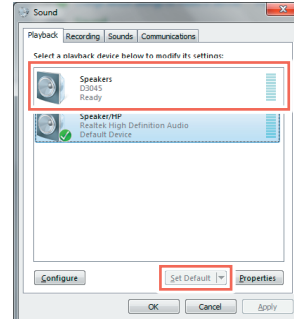 Sound
Playback Recording Sounds Communications
Select a playback device below to modify its settings:
Speakers
D3045
Ready
Speaker/HP
Realtek High Definition Audio
Default Device
Configure Set Default Properties
OK Cancel Apply